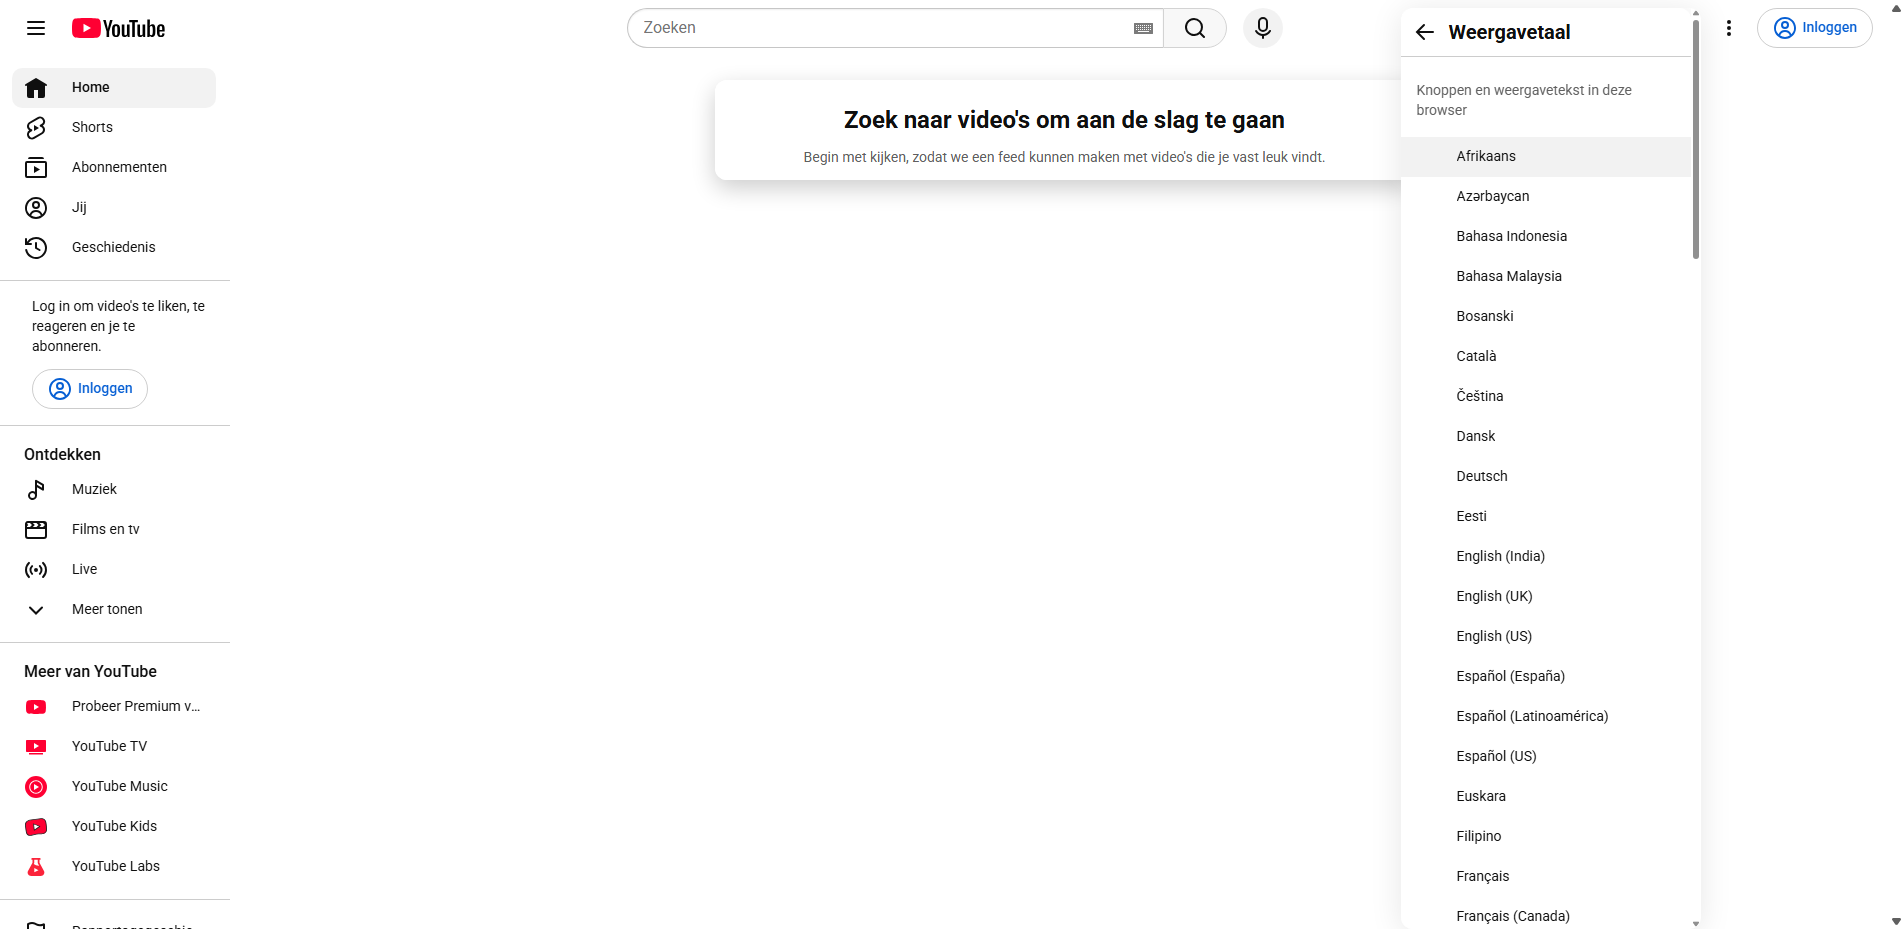 YouTube
Zoeken
Inloggen
Home
Shorts
Abonnementen
Jij
Geschiedenis
Log in om video's te liken, te
reageren en je te
abonneren.
Inloggen
Ontdekken
Muziek
Films en tv
Live
Meer tonen
Meer van YouTube
Probeer Premium v...
YouTube TV
YouTube Music
YouTube Kids
YouTube Labs
Zoek naar video's om aan de slag te gaan
Begin met kijken, zodat we een feed kunnen maken met video's die je vast leuk vindt.
Weergavetaal
Knoppen en weergavetekst in deze
browser
Afrikaans
Azərbaycan
Bahasa Indonesia
Bahasa Malaysia
Bosanski
Català
Čeština
Dansk
Deutsch
Eesti
English (India)
English (UK)
English (US)
Español (España)
Español (Latinoamérica)
Español (US)
Euskara
Filipino
Français
Français (Canada)